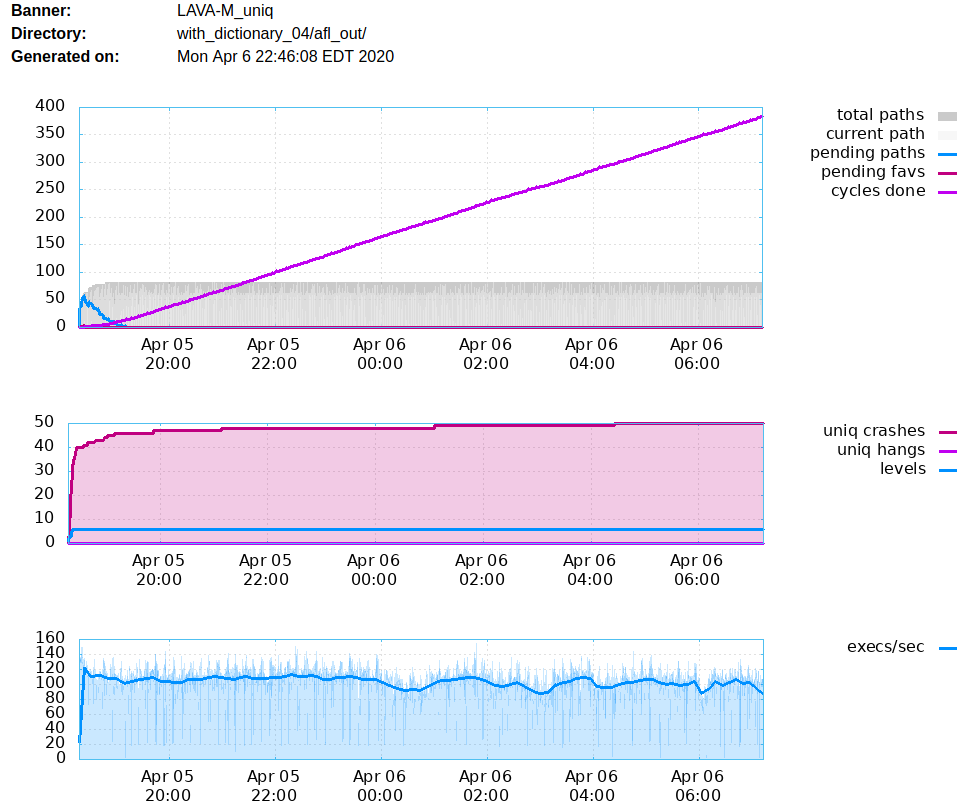 Banner: LAVA-M_uniq
Directory: with_dictionary_04/afl_out/
Generated on: Mon Apr 6 22:46:08 EDT 2020
400
350
300
250
200
150
100
50
0
Apr 05 Apr 05 Apr 06 Apr 06 Apr 06 Apr 06
20:00 22:00 00:00 02:00 04:00 06:00
total paths
current path
pending paths
pending favs
cycles done
50
40
30
20
10
0
Apr 05 Apr 05 Apr 06 Apr 06 Apr 06 Apr 06
20:00 22:00 00:00 02:00 04:00 06:00
uniq crashes
uniq hangs
levels
160
140
120
100
80
60
40
20
0
Apr 05 Apr 05 Apr 06 Apr 06 Apr 06 Apr 06
20:00 22:00 00:00 02:00 04:00 06:00
execs/sec